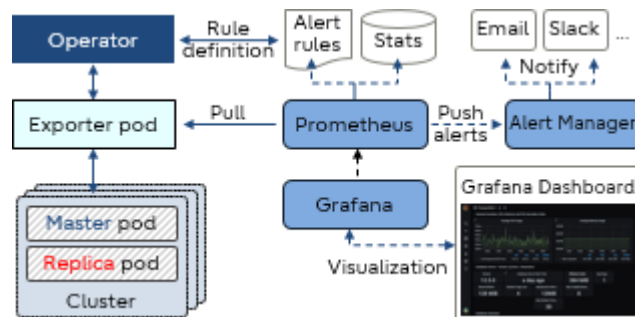 Operator
Rule
definition
Alert
rules
Stats
Email
Slack
...
Notify
Exporter pod
Pull
Prometheus
Push
alerts
Alert Manager
Grafana Dashboard
Master pod
Grafana
Replica pod
Visualization
Cluster